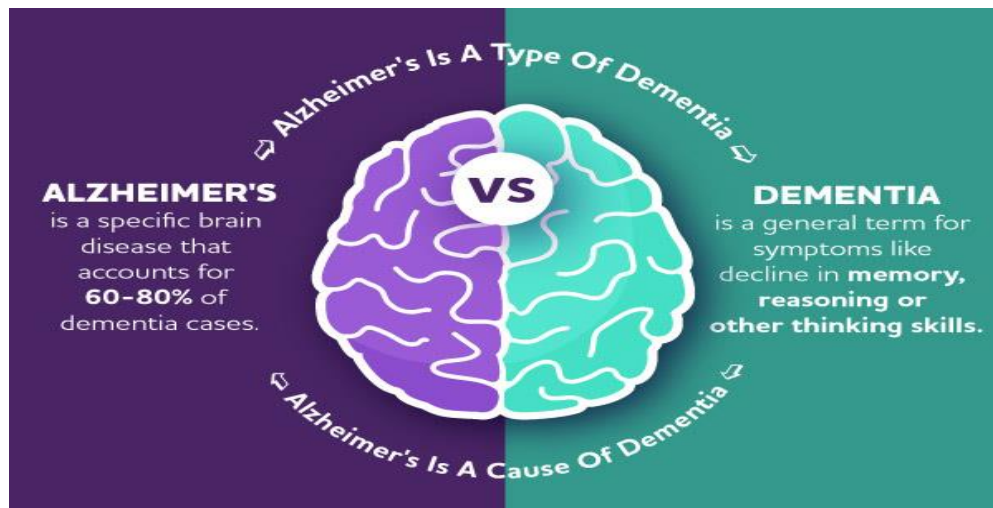 Alzheimer's Is A Type Of Dementia
ALZHEIMER'S
is a specific brain
disease that
accounts for
60-80% of
dementia cases.
VS
DEMENTIA
is a general term for
symptoms like
decline in memory,
reasoning or
other thinking skills.
Alzheimer's Is A Cause Of Dementia